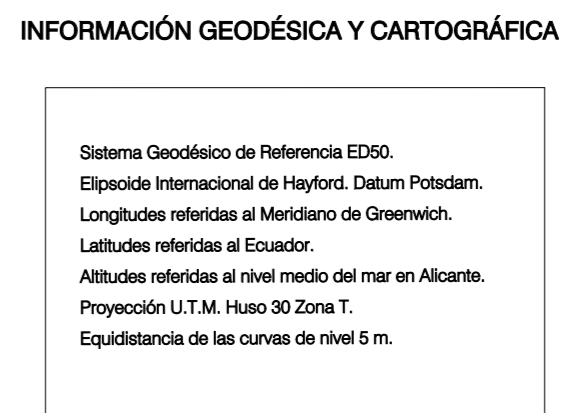 INFORMACIÓN GEODÉSICA Y CARTOGRÁFICA
Sistema Geodésico de Referencia ED50.
Elipsoide Internacional de Hayford. Datum Potsdam.
Longitudes referidas al Meridiano de Greenwich.
Latitudes referidas al Ecuador.
Altitudes referidas al nivel medio del mar en Alicante.
Proyección U.T.M. Huso 30 Zona T.
Equidistancia de las curvas de nivel 5 m.